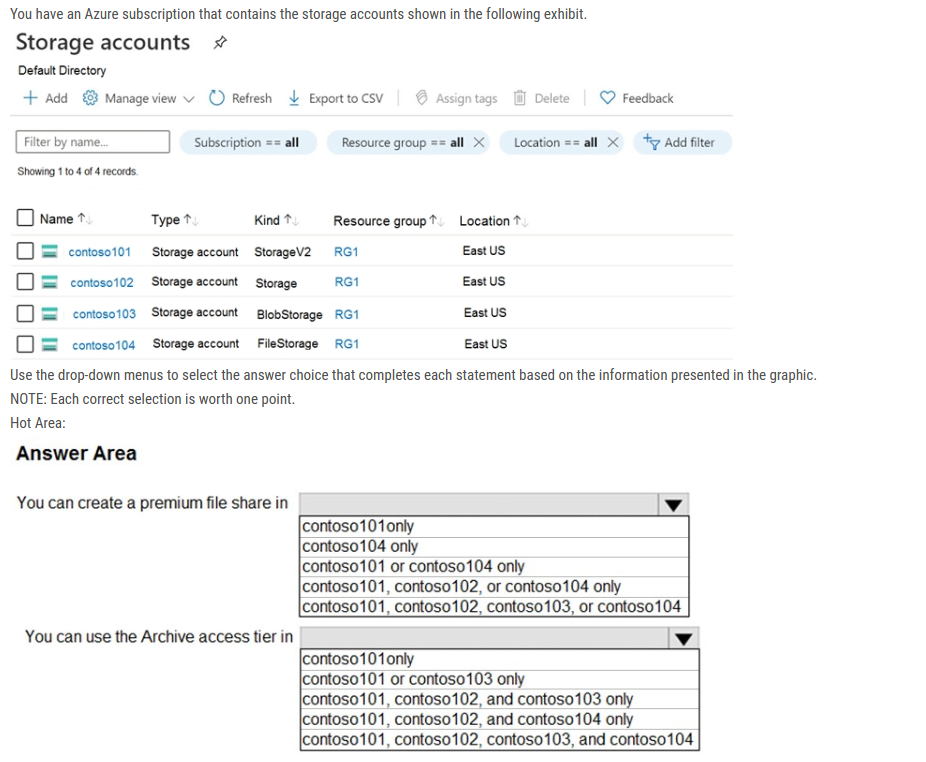 You have an Azure subscription that contains the storage accounts shown in the following exhibit.
Storage accounts
Default Directory
Add Manage view Refresh Export to CSV Assign tags Delete Feedback
Filter by name... Subscription == all Resource group == all Location == all Add filter
Showing 1 to 4 of 4 records.
Name Type Kind Resource group Location
contoso101 Storage account StorageV2 RG1 East US
contoso102 Storage account Storage RG1 East US
contoso103 Storage account BlobStorage RG1 East US
contoso104 Storage account FileStorage RG1 East US
Use the drop-down menus to select the answer choice that completes each statement based on the information presented in the graphic.
NOTE: Each correct selection is worth one point.
Hot Area:
Answer Area
You can create a premium file share in
contoso101only
contoso104 only
contoso101 or contoso104 only
contoso101, contoso102, or contoso104 only
contoso101, contoso102, contoso103, or contoso104
You can use the Archive access tier in
contoso101only
contoso101 or contoso103 only
contoso101, contoso102, and contoso103 only
contoso101, contoso102, and contoso104 only
contoso101, contoso102, contoso103, and contoso104